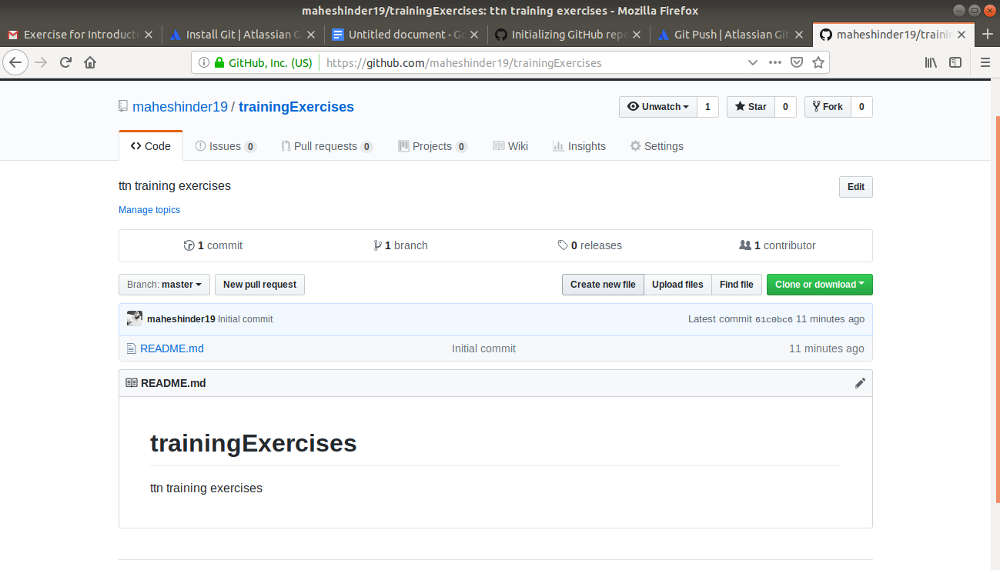 maheshinder19/trainingExercises: ttn training exercises - Mozilla Firefox
Exercise for Introducti
Install Git | Atlassian G
Untitled document - Go
Initializing GitHub repo
Git Push | Atlassian Git
maheshinder19/trainin
GitHub, Inc. (US)
https://github.com/maheshinder19/trainingExercises
maheshinder19 / trainingExercises
Unwatch 1
Star 0
Fork 0
Code
Issues 0
Pull requests 0
Projects 0
Wiki
Insights
Settings
ttn training exercises
Edit
Manage topics
1 commit
1 branch
0 releases
1 contributor
Branch: master
New pull request
Create new file
Upload files
Find file
Clone or download
maheshinder19 Initial commit
Latest commit 61c0bc6 11 minutes ago
README.md
Initial commit
11 minutes ago
README.md
trainingExercises
ttn training exercises